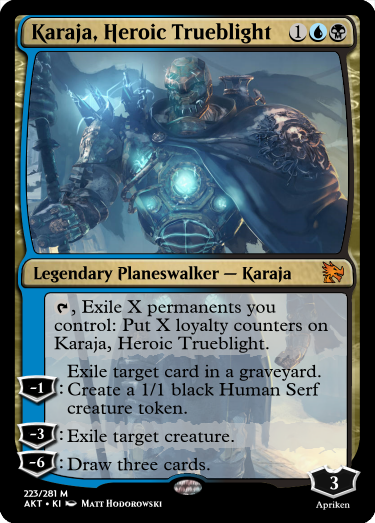 Karaja, Heroic Trueblight 1
Legendary Planeswalker — Karaja
, Exile X permanents you
control: Put X loyalty counters on
Karaja, Heroic Trueblight.
Exile target card in a graveyard.
-1 : Create a 1/1 black Human Serf
creature token.
-3 : Exile target creature.
-6 : Draw three cards.
3
223/281 M
AKT • KI Matt Hodorowski
Apriken